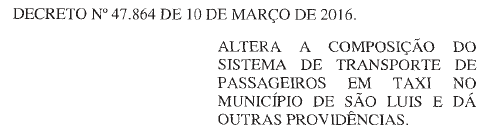 DECRETO Nº 47.864 DE 10 DE MARÇO DE 2016.
ALTERA A COMPOSIÇÃO DO
SISTEMA DE TRANSPORTE DE
PASSAGEIROS EM TAXI NO
MUNICÍPIO DE SÃO LUIS E DÁ
OUTRAS PROVIDÊNCIAS.